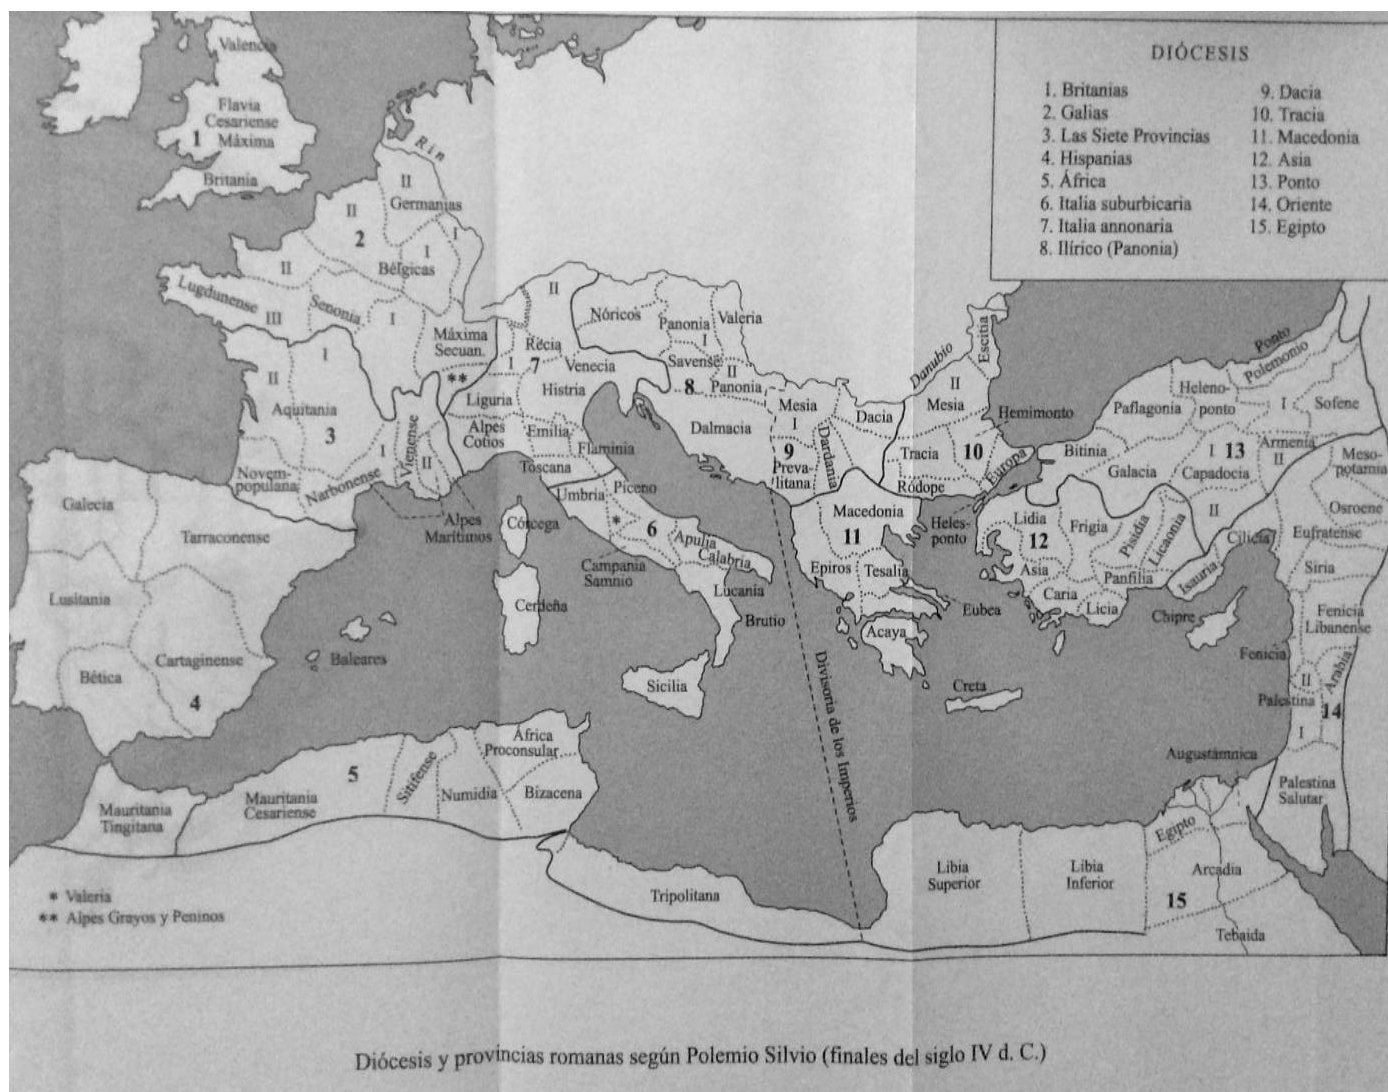 DIÓCESIS
1. Britanias
2. Galias
3. Las Siete Provincias
4. Hispanias
5. África
6. Italia suburbicaria
7. Italia annonaria
8. Ilírico (Panonia)
9. Dacia
10. Tracia
11. Macedonia
12. Asia
13. Ponto
14. Oriente
15. Egipto
Valencia
Flavia
Cesariense
1 Máxima
Britania
Rin
II
Germanias
I
II
2
I
Bélgicas
II
Lugdunense
III
Senonia
I
Máxima
Secuan.
**
I
II
Aquitania
3
Novem-
populana
I
Narbonense
Vienense
II
Alpes
Marítimos
II
Récia
I
7
Venecia
Histria
Liguria
Alpes
Cotios
Emilia
Flaminia
Toscana
Umbría
Piceno
*
6
Apulia
Calabria
Campania
Samnio
Lucania
Brutio
Córcega
Cerdeña
Sicilia
Nóricos
Panonia
I
Valeria
Savense
II
8
Panonia
Dalmacia
Mesia
I
9
Preva-
litana
Dardania
Dacia
Danubio
Escitia
II
Mesia
Hemimonto
Tracia
10
Europa
Ródope
Macedonia
11
Epiros
Tesalia
Eubea
Acaya
Creta
Heles-
ponto
Lidia
12
Asia
Caria
Licia
Frigia
Pisidia
Licaonia
Panfilia
Isauria
Cilicia
Chipre
Bitinia
Paflagonia
Galacia
Heleno-
ponto
Ponto
Polemonio
I
Sofene
Armenia
II
I
13
Capadocia
II
Meso-
potamia
Osroene
Eufratense
Siria
Fenicia
Libanense
Fenicia
Arabia
II
Palestina
I
14
Palestina
Salutar
Augustámnica
Egipto
Arcadia
15
Tebaida
Libia
Inferior
Libia
Superior
Tripolitana
Divisoria de los Imperios
Galecia
Tarraconense
Lusitania
Cartaginense
Bética
4
Baleares
Mauritania
Tingitana
5
Mauritania
Cesariense
Sitifense
Numidia
África
Proconsular
Bizacena
* Valeria
** Alpes Grayos y Peninos
Diócesis y provincias romanas según Polemio Silvio (finales del siglo IV d. C.)